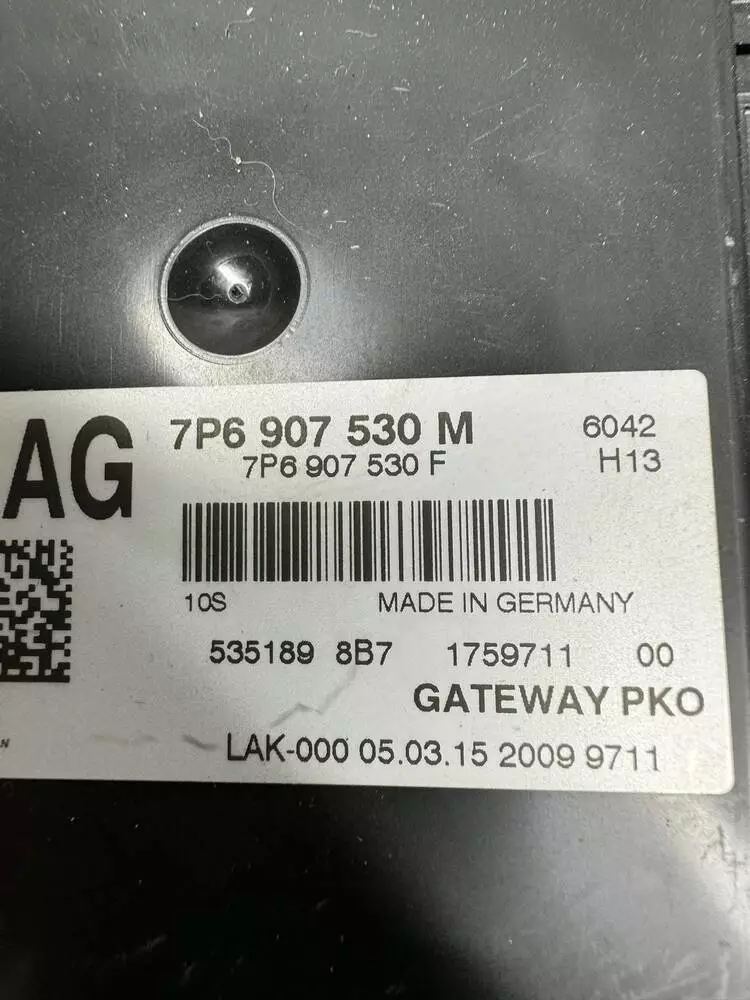 AG
7P6 907 530 M 6042
7P6 907 530 F H13
10S MADE IN GERMANY
535189 8B7 1759711 00
GATEWAY PKO
LAK-000 05.03.15 2009 9711